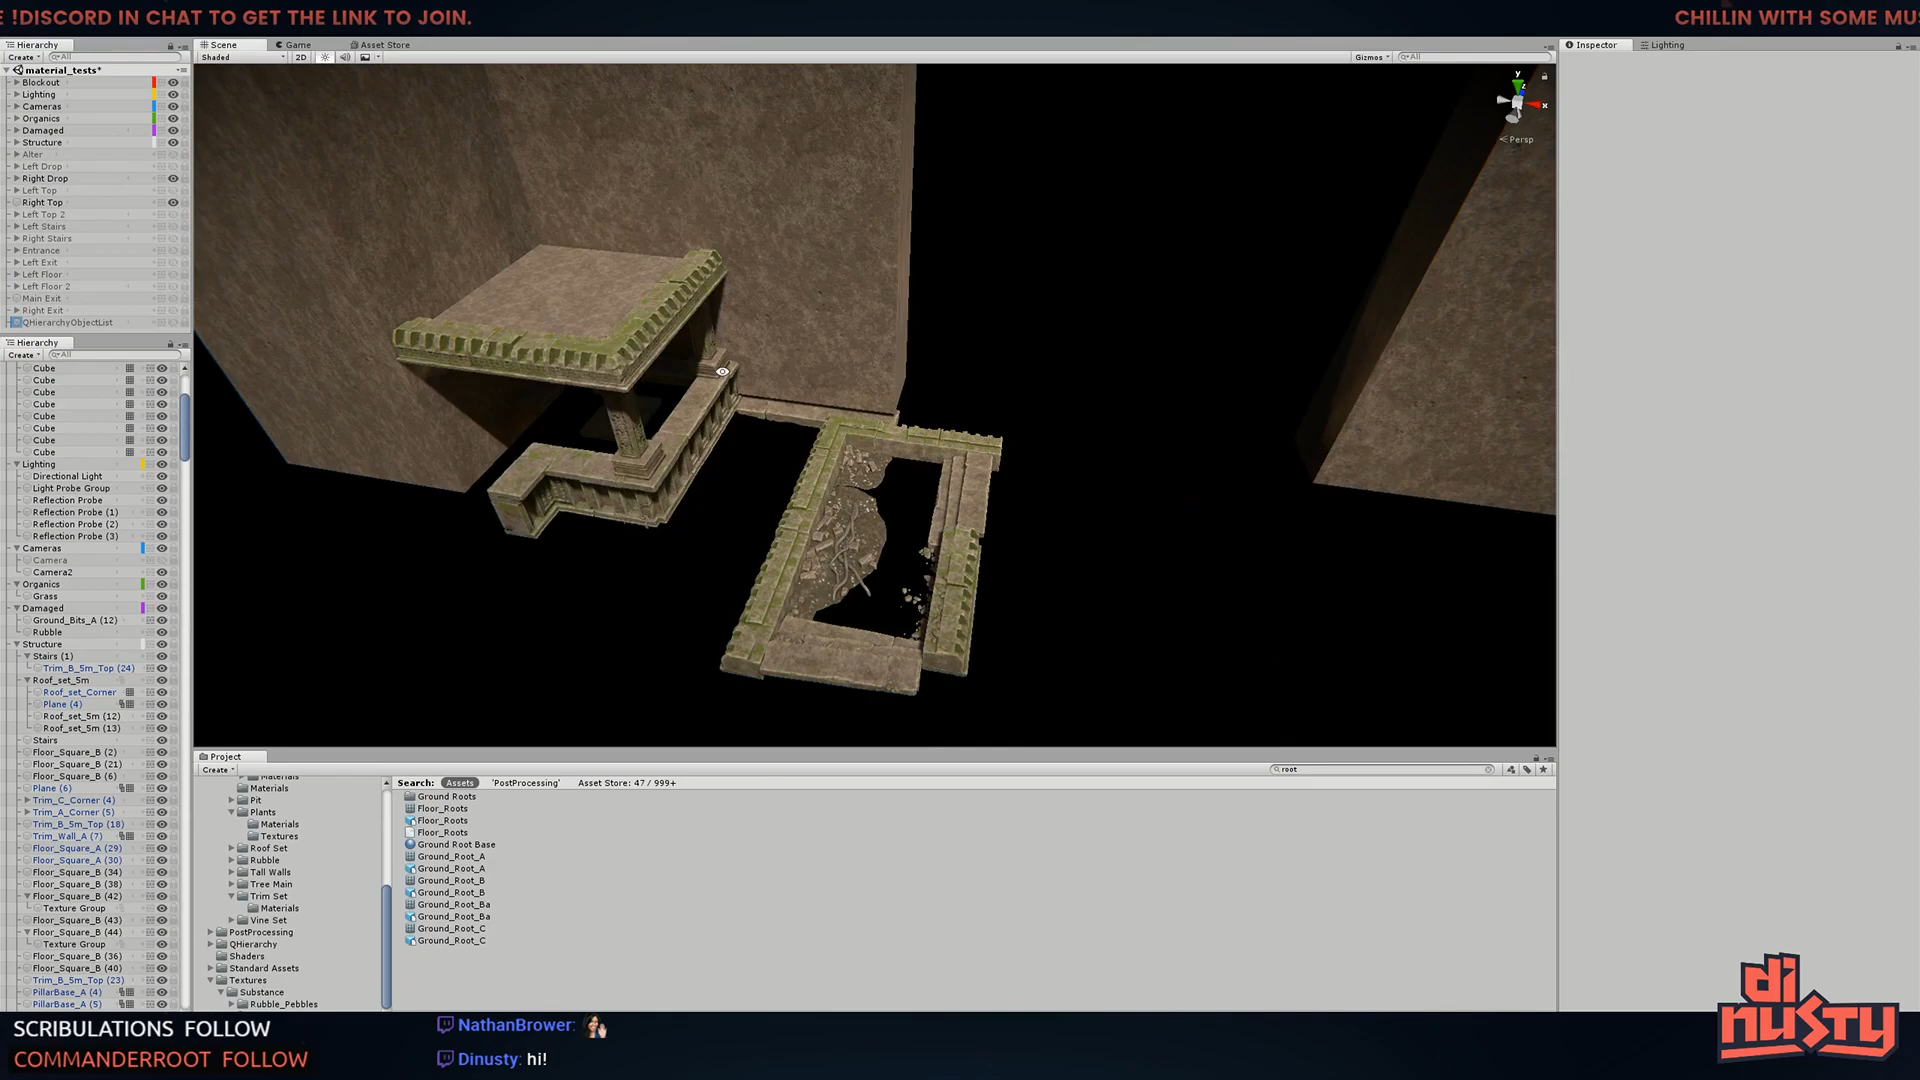 E !DISCORD IN CHAT TO GET THE LINK TO JOIN.
CHILLIN WITH SOME MUS
Hierarchy
Create
All
material_tests*
Blockout
Lighting
Cameras
Organics
Damaged
Structure
Alter
Left Drop
Right Drop
Left Top
Right Top
Left Top 2
Left Stairs
Right Stairs
Entrance
Left Exit
Left Floor
Left Floor 2
Main Exit
Right Exit
QHierarchyObjectList
Hierarchy
Create
All
Cube
Cube
Cube
Cube
Cube
Cube
Cube
Cube
Lighting
Directional Light
Light Probe Group
Reflection Probe
Reflection Probe (1)
Reflection Probe (2)
Reflection Probe (3)
Cameras
Camera
Camera2
Organics
Grass
Damaged
Ground_Bits_A (12)
Rubble
Structure
Stairs (1)
Trim_B_5m_Top (24)
Roof_set_5m
Roof_set_Corner
Plane (4)
Roof_set_5m (12)
Roof_set_5m (13)
Stairs
Floor_Square_B (2)
Floor_Square_B (21)
Floor_Square_B (6)
Plane (6)
Trim_C_Corner (4)
Trim_A_Corner (5)
Trim_B_5m_Top (18)
Trim_Wall_A (7)
Floor_Square_A (29)
Floor_Square_A (30)
Floor_Square_B (34)
Floor_Square_B (38)
Floor_Square_B (42)
Texture Group
Floor_Square_B (43)
Floor_Square_B (44)
Texture Group
Floor_Square_B (36)
Floor_Square_B (40)
Trim_B_5m_Top (23)
PillarBase_A (4)
PillarBase_A (5)
Scene
Game
Asset Store
Shaded
2D
Gizmos
All
y
z
x
Persp
Inspector
Lighting
Project
Create
root
Materials
Materials
Pit
Plants
Materials
Textures
Roof Set
Rubble
Tall Walls
Tree Main
Trim Set
Materials
Vine Set
PostProcessing
QHierarchy
Shaders
Standard Assets
Textures
Substance
Rubble_Pebbles
Search:
Assets
'PostProcessing'
Asset Store: 47 / 999+
Ground Roots
Floor_Roots
Floor_Roots
Floor_Roots
Ground Root Base
Ground_Root_A
Ground_Root_A
Ground_Root_B
Ground_Root_B
Ground_Root_Ba
Ground_Root_Ba
Ground_Root_C
Ground_Root_C
SCRIBULATIONS FOLLOW
COMMANDERROOT FOLLOW
NathanBrower:
Dinusty: hi!
di
nusty